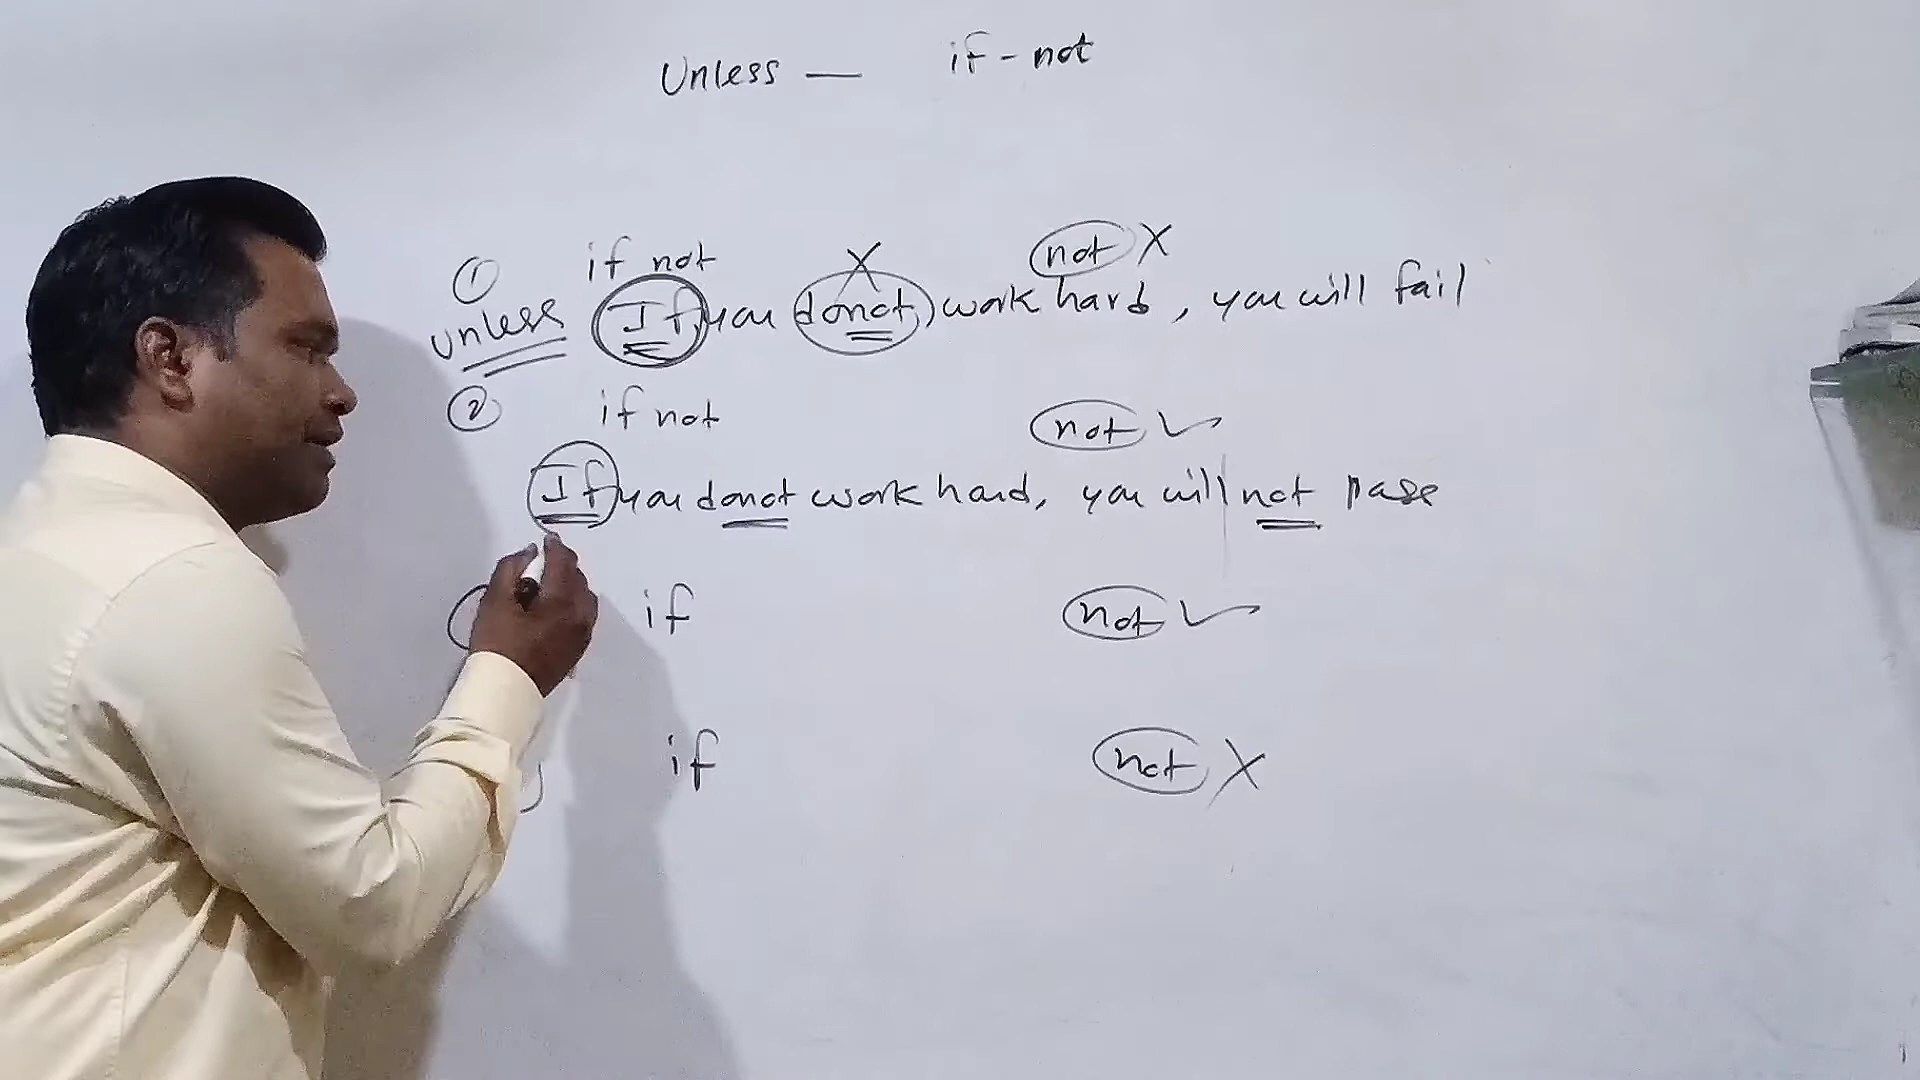 Unless — if - not
① if not X not X
unless If you do not work hard, you will fail
② if not not ✓
If you do not work hard, you will not pass
if not ✓
if not X